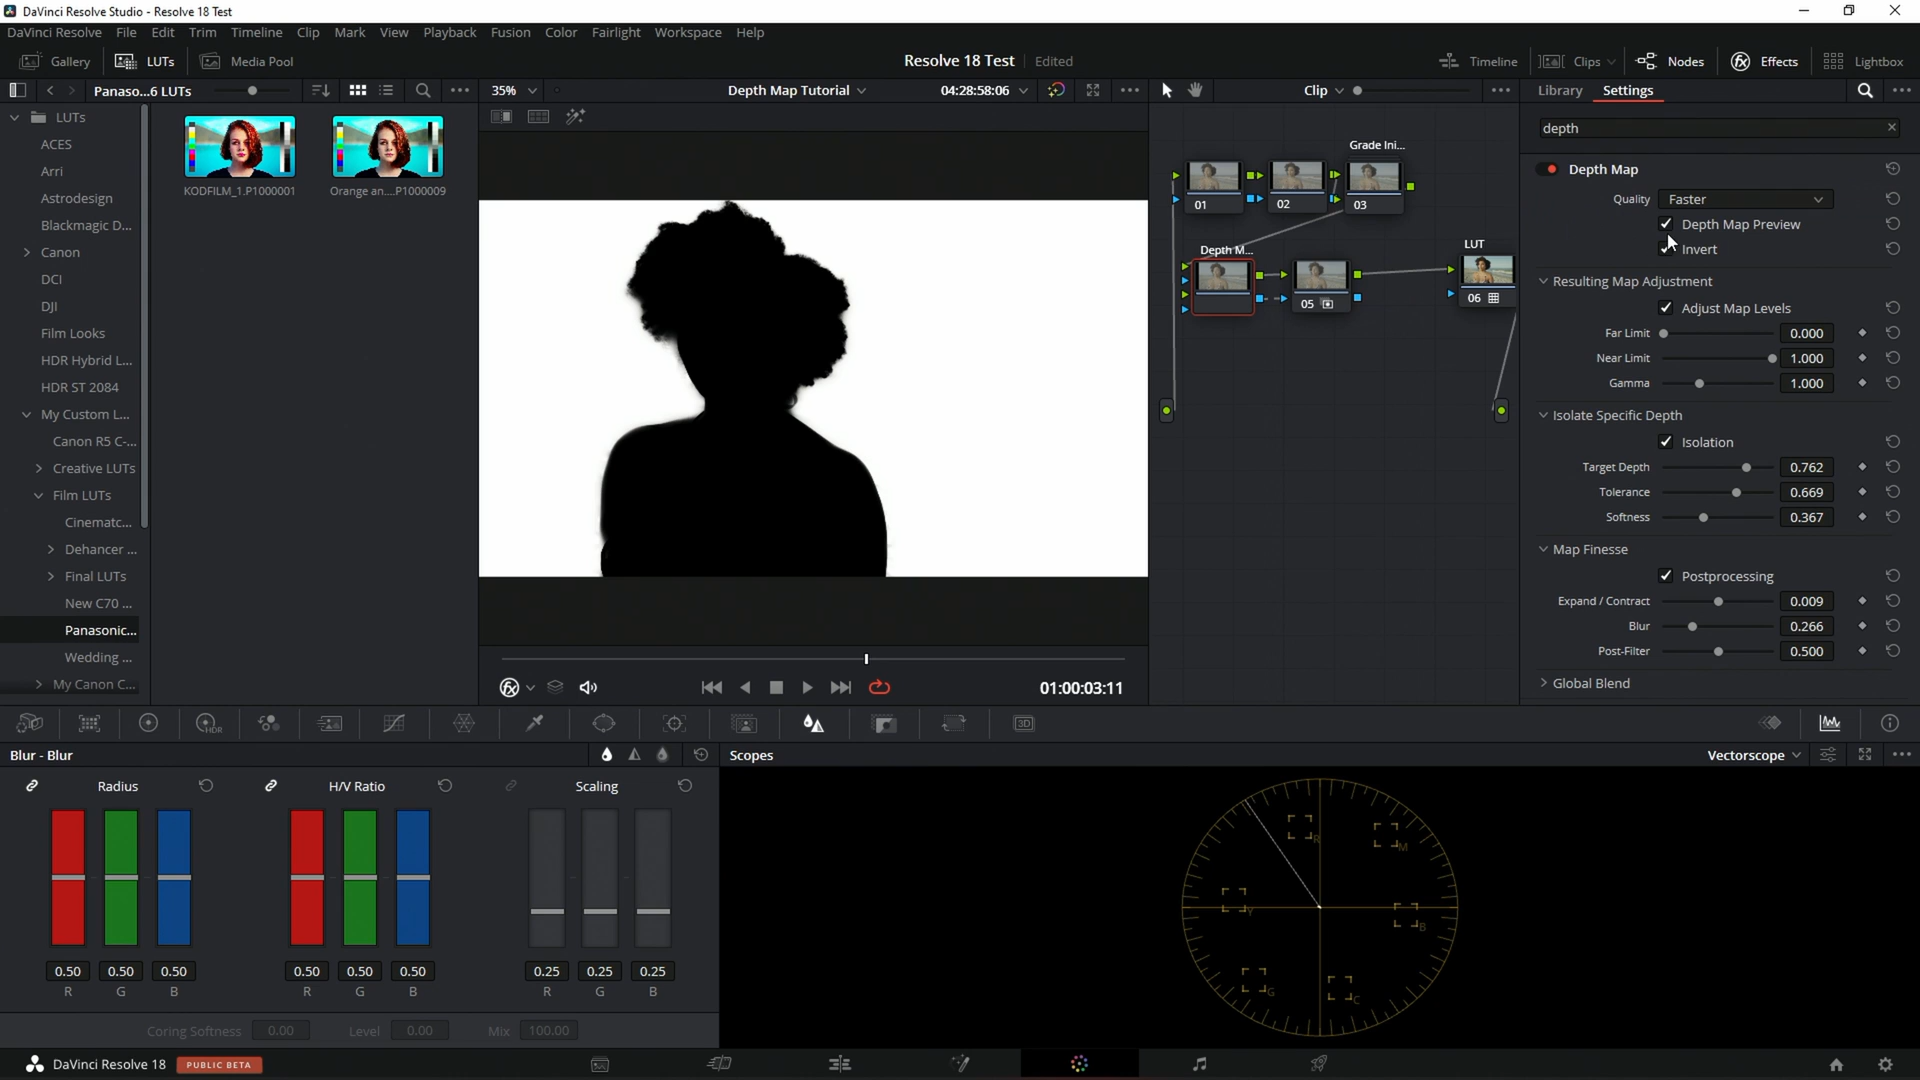 DaVinci Resolve Studio - Resolve 18 Test
DaVinci Resolve File Edit Trim Timeline Clip Mark View Playback Fusion Color Fairlight Workspace Help
Gallery LUTs Media Pool Resolve 18 Test Edited Timeline Clips Nodes Effects Lightbox
Panaso...6 LUTs 35% Depth Map Tutorial 04:28:58:06 Clip Library Settings
LUTs
ACES
Arri
Astrodesign
Blackmagic D...
Canon
DCI
DJI
Film Looks
HDR Hybrid L...
HDR ST 2084
My Custom L...
Canon R5 C-...
Creative LUTs
Film LUTs
Cinematc...
Dehancer ...
Final LUTs
New C70 ...
Panasonic...
Wedding ...
My Canon C...
KODFILM_1.P1000001
Orange an....P1000009
01:00:03:11
Grade Ini...
01
02
03
Depth M...
05
LUT
06
depth
Depth Map
Quality Faster
Depth Map Preview
Invert
Resulting Map Adjustment
Adjust Map Levels
Far Limit 0.000
Near Limit 1.000
Gamma 1.000
Isolate Specific Depth
Isolation
Target Depth 0.762
Tolerance 0.669
Softness 0.367
Map Finesse
Postprocessing
Expand / Contract 0.009
Blur 0.266
Post-Filter 0.500
Global Blend
HDR
3D
Blur - Blur
Radius H/V Ratio Scaling
0.50 0.50 0.50 0.50 0.50 0.50 0.25 0.25 0.25
R G B R G B R G B
Coring Softness 0.00 Level 0.00 Mix 100.00
Scopes Vectorscope
R
M
Y
B
G
C
DaVinci Resolve 18 PUBLIC BETA